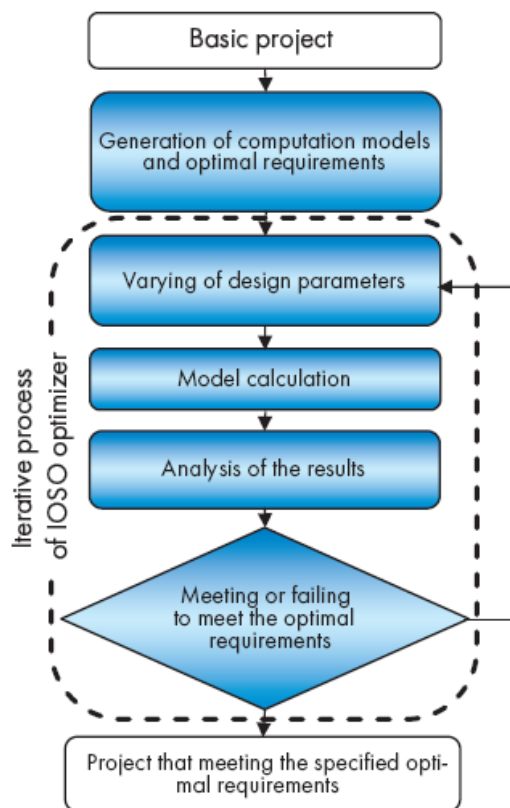 Basic project
Generation of computation models
and optimal requirements
Varying of design parameters
Model calculation
Analysis of the results
Iterative process
of IOSO optimizer
Meeting or failing
to meet the optimal
requirements
Project that meeting the specified opti-
mal requirements